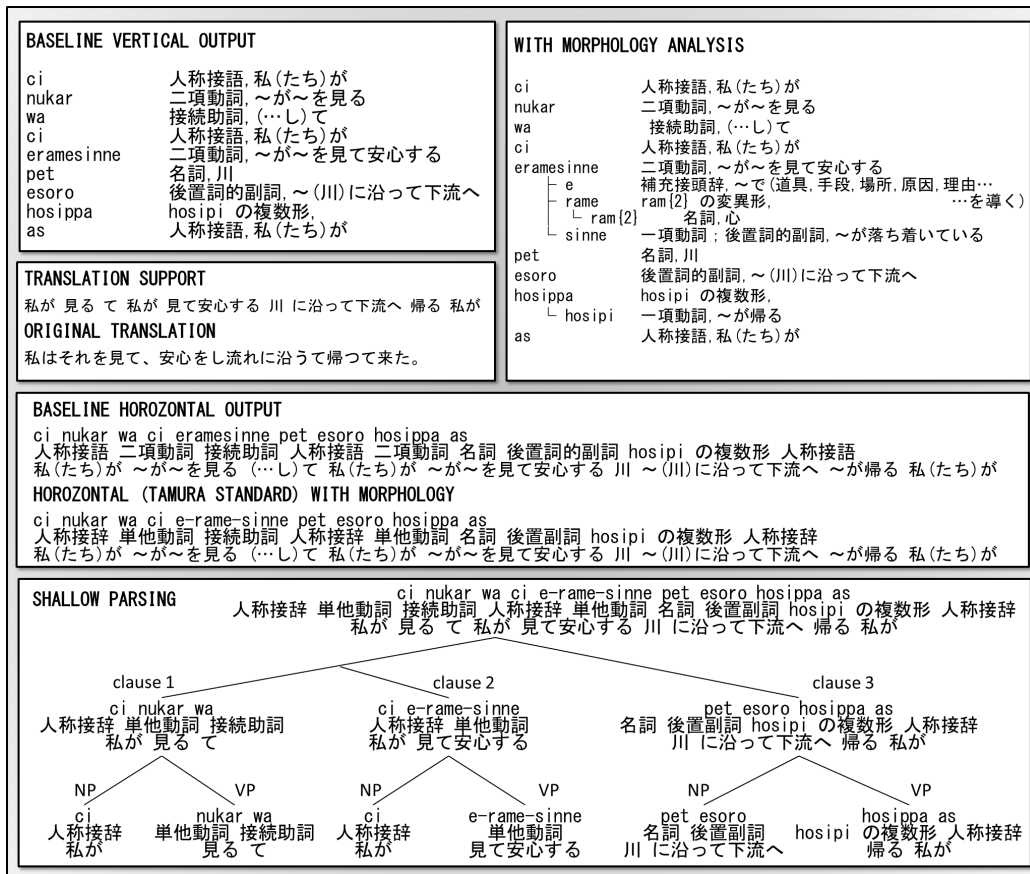 BASELINE VERTICAL OUTPUT
ci 人称接語, 私(たち)が
nukar 二項動詞, ～が～を見る
wa 接続助詞, (…し)て
ci 人称接語, 私(たち)が
eramesinne 二項動詞, ～が～を見て安心する
pet 名詞, 川
esoro 後置詞的副詞, ～(川)に沿って下流へ
hosippa hosipi の複数形,
as 人称接語, 私(たち)が
TRANSLATION SUPPORT
私が 見る て 私が 見て安心する 川 に沿って下流へ 帰る 私が
ORIGINAL TRANSLATION
私はそれを見て、安心をし流れに沿うて帰つて来た。
WITH MORPHOLOGY ANALYSIS
ci 人称接語, 私(たち)が
nukar 二項動詞, ～が～を見る
wa 接続助詞, (…し)て
ci 人称接語, 私(たち)が
eramesinne 二項動詞, ～が～を見て安心する
├ e 補充接頭辞, ～で(道具, 手段, 場所, 原因, 理由…
├ rame ram{2} の変異形, …を導く)
│ └ ram{2} 名詞, 心
└ sinne 一項動詞 ; 後置詞的副詞, ～が落ち着いている
pet 名詞, 川
esoro 後置詞的副詞, ～(川)に沿って下流へ
hosippa hosipi の複数形,
└ hosipi 一項動詞, ～が帰る
as 人称接語, 私(たち)が
BASELINE HOROZONTAL OUTPUT
ci nukar wa ci eramesinne pet esoro hosippa as
人称接語 二項動詞 接続助詞 人称接語 二項動詞 名詞 後置詞的副詞 hosipi の複数形 人称接語
私(たち)が ～が～を見る (…し)て 私(たち)が ～が～を見て安心する 川 ～(川)に沿って下流へ ～が帰る 私(たち)が
HOROZONTAL (TAMURA STANDARD) WITH MORPHOLOGY
ci nukar wa ci e-rame-sinne pet esoro hosippa as
人称接辞 単他動詞 接続助詞 人称接辞 単他動詞 名詞 後置副詞 hosipi の複数形 人称接辞
私(たち)が ～が～を見る (…し)て 私(たち)が ～が～を見て安心する 川 ～(川)に沿って下流へ ～が帰る 私(たち)が
SHALLOW PARSING
ci nukar wa ci e-rame-sinne pet esoro hosippa as
人称接辞 単他動詞 接続助詞 人称接辞 単他動詞 名詞 後置副詞 hosipi の複数形 人称接辞
私が 見る て 私が 見て安心する 川 に沿って下流へ 帰る 私が
clause 1 clause 2 clause 3
ci nukar wa ci e-rame-sinne pet esoro hosippa as
人称接辞 単他動詞 接続助詞 人称接辞 単他動詞 名詞 後置副詞 hosipi の複数形 人称接辞
私が 見る て 私が 見て安心する 川 に沿って下流へ 帰る 私が
NP VP NP VP NP VP
ci nukar wa ci e-rame-sinne pet esoro hosippa as
人称接辞 単他動詞 接続助詞 人称接辞 単他動詞 名詞 後置副詞 hosipi の複数形 人称接辞
私が 見る て 私が 見て安心する 川 に沿って下流へ 帰る 私が